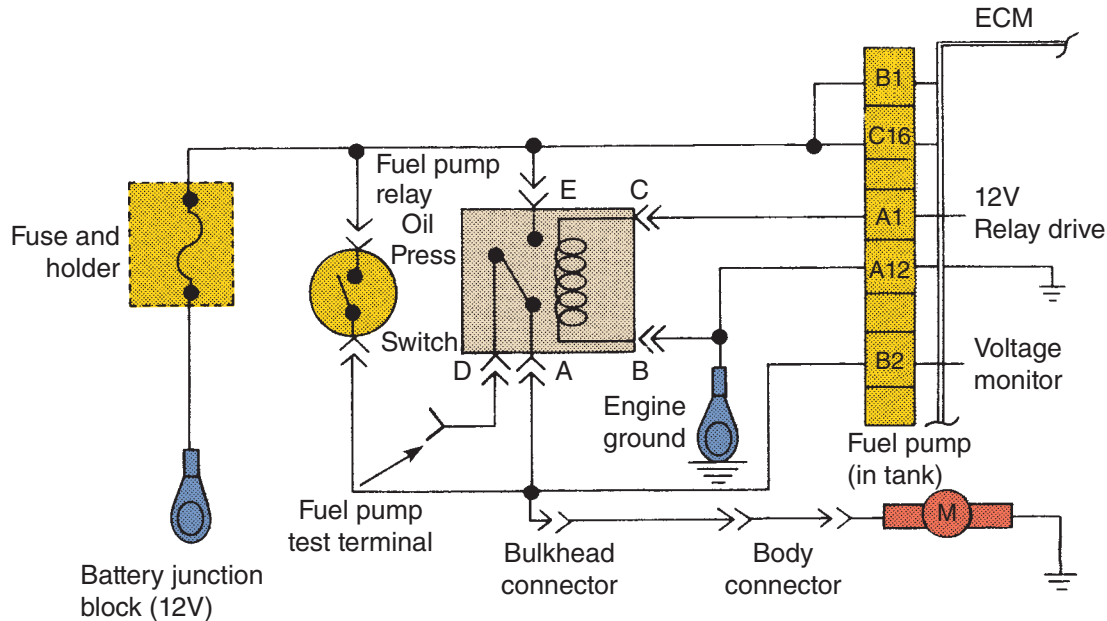 ECM
B1
C16
Fuel pump
relay
E
C
Oil
Press
A1
12V
Relay drive
Fuse and
holder
A12
Switch
D
A
B
B2
Voltage
monitor
Engine
ground
Fuel pump
(in tank)
M
Fuel pump
test terminal
Bulkhead
connector
Body
connector
Battery junction
block (12V)